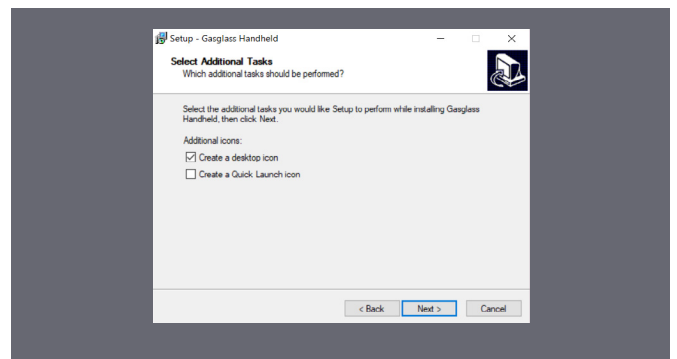 Setup - Gasglass Handheld
Select Additional Tasks
Which additional tasks should be performed?
Select the additional tasks you would like Setup to perform while installing Gasglass
Handheld, then click Next.
Additional icons:
Create a desktop icon
Create a Quick Launch icon
< Back Next > Cancel